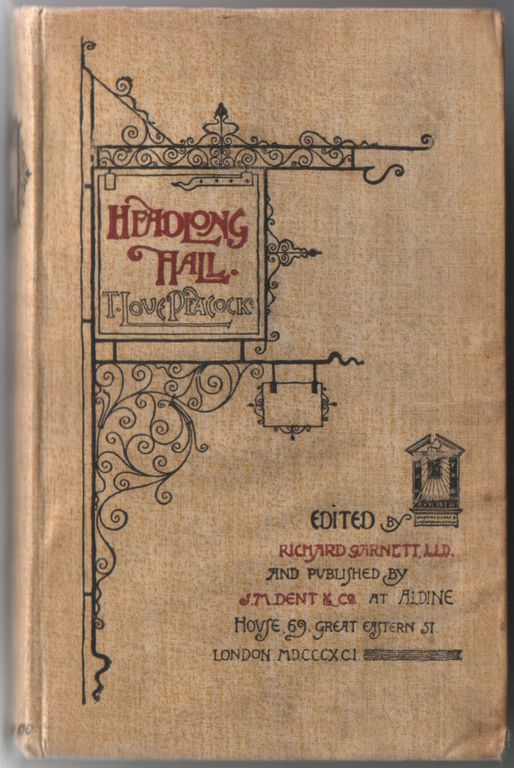 HEADLONG
HALL.
T. LOVE PEACOCK
EDITED BY
RICHARD GARNETT, LL.D.
AND PUBLISHED BY
J. M. DENT & CO. AT ALDINE
HOUSE, 69, GREAT EASTERN ST.
LONDON MDCCCXCI